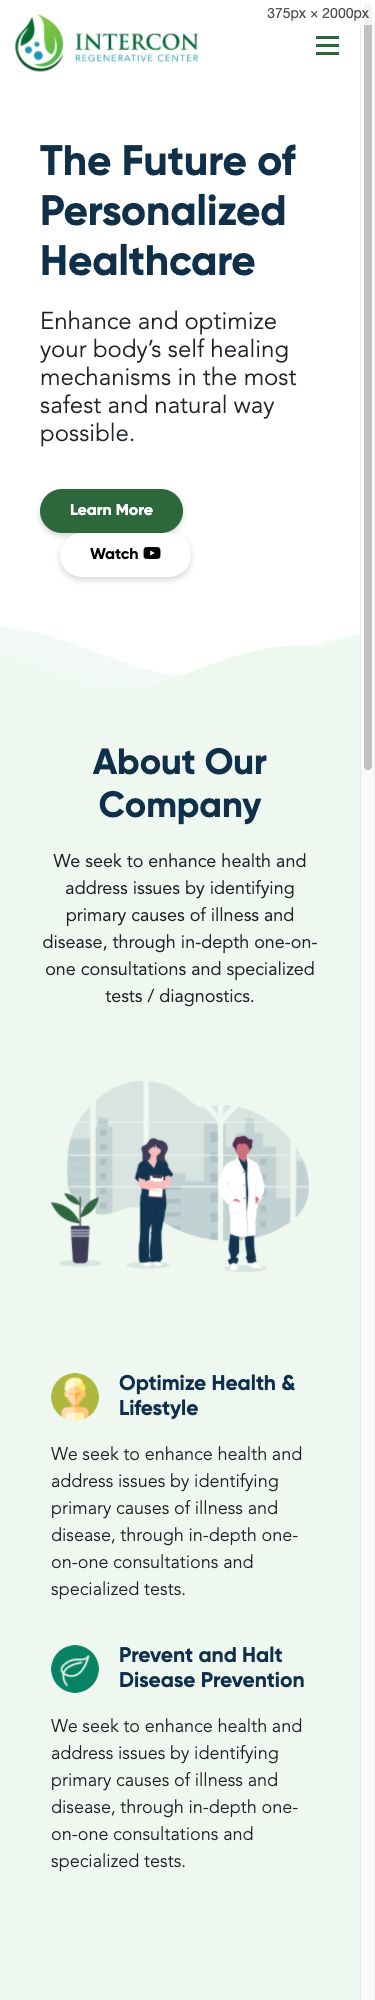 375px × 2000px
INTERCON
REGENERATIVE CENTER
The Future of
Personalized
Healthcare
Enhance and optimize
your body’s self healing
mechanisms in the most
safest and natural way
possible.
Learn More
Watch
About Our
Company
We seek to enhance health and
address issues by identifying
primary causes of illness and
disease, through in-depth one-on-
one consultations and specialized
tests / diagnostics.
Optimize Health &
Lifestyle
We seek to enhance health and
address issues by identifying
primary causes of illness and
disease, through in-depth one-
on-one consultations and
specialized tests.
Prevent and Halt
Disease Prevention
We seek to enhance health and
address issues by identifying
primary causes of illness and
disease, through in-depth one-
on-one consultations and
specialized tests.